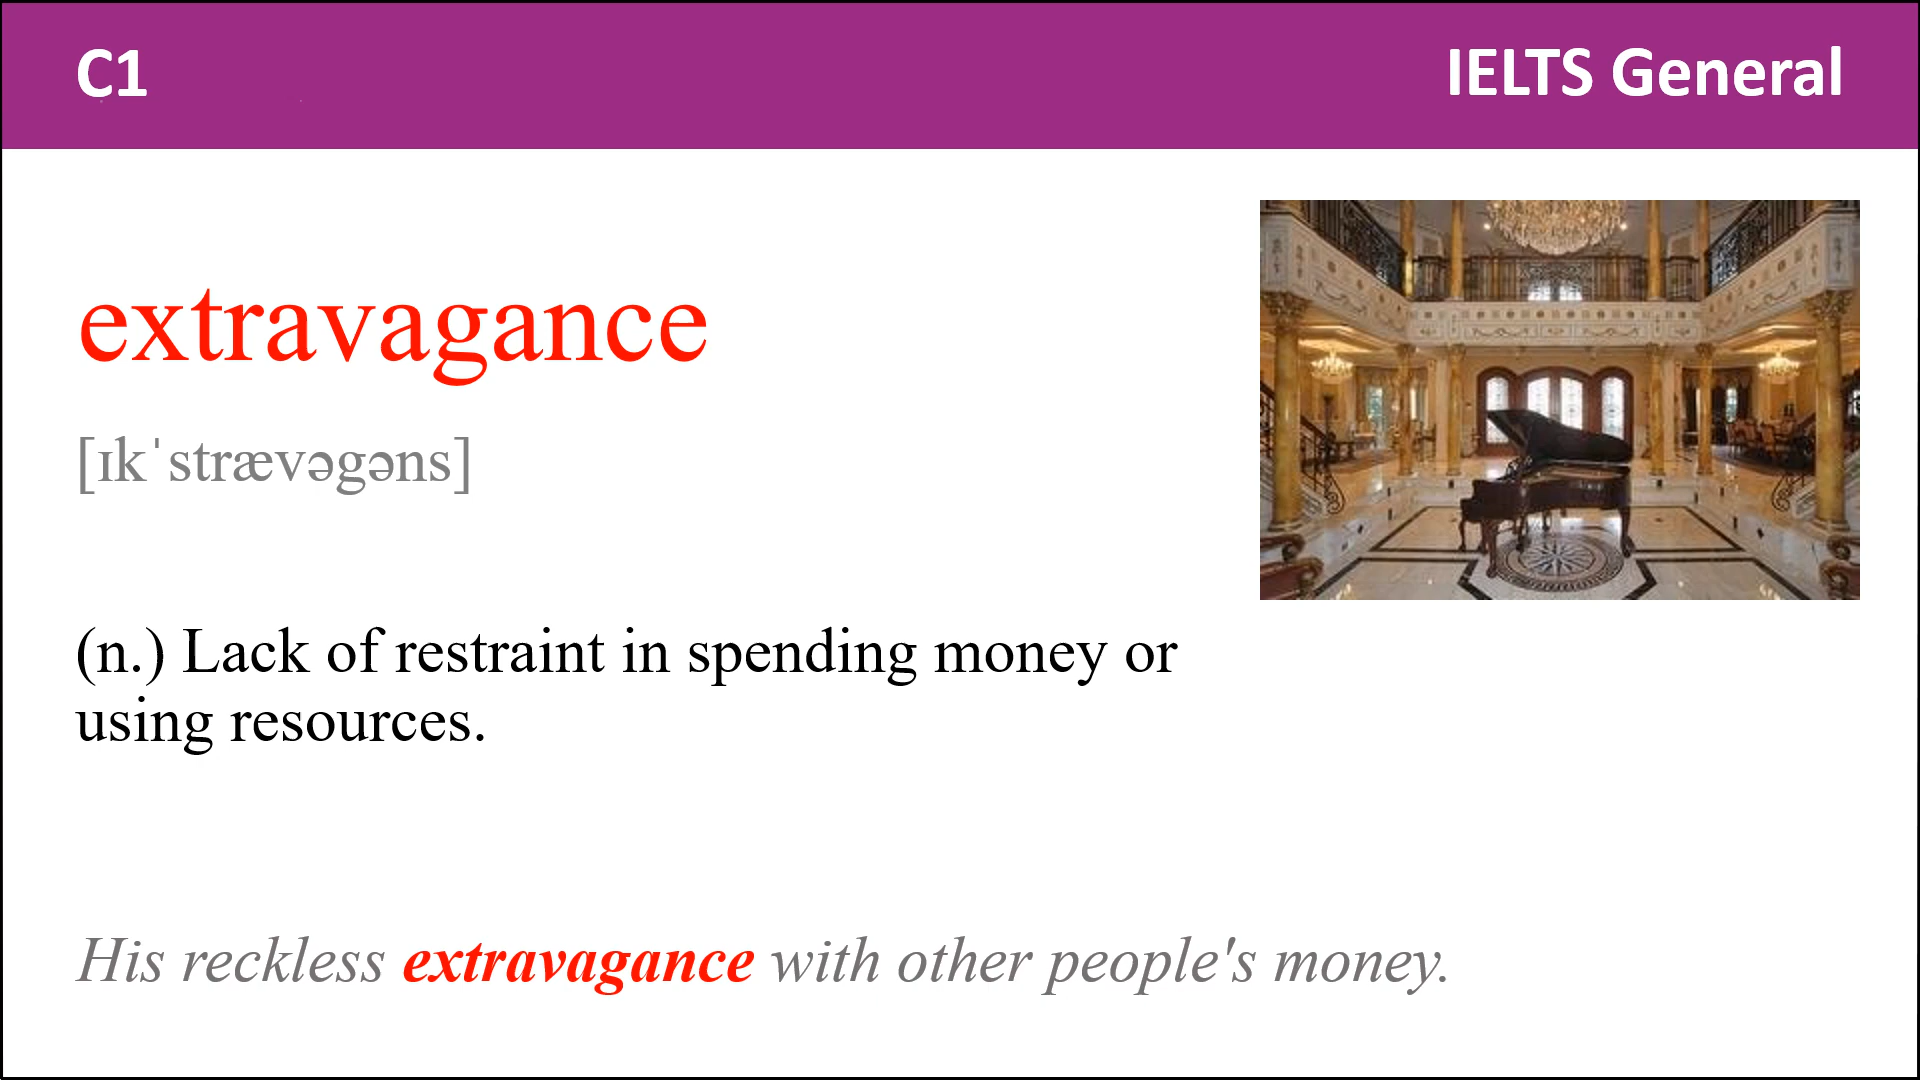 C1
IELTS General
extravagance
[ɪkˈstrævəgəns]
(n.) Lack of restraint in spending money or
using resources.
His reckless extravagance with other people's money.